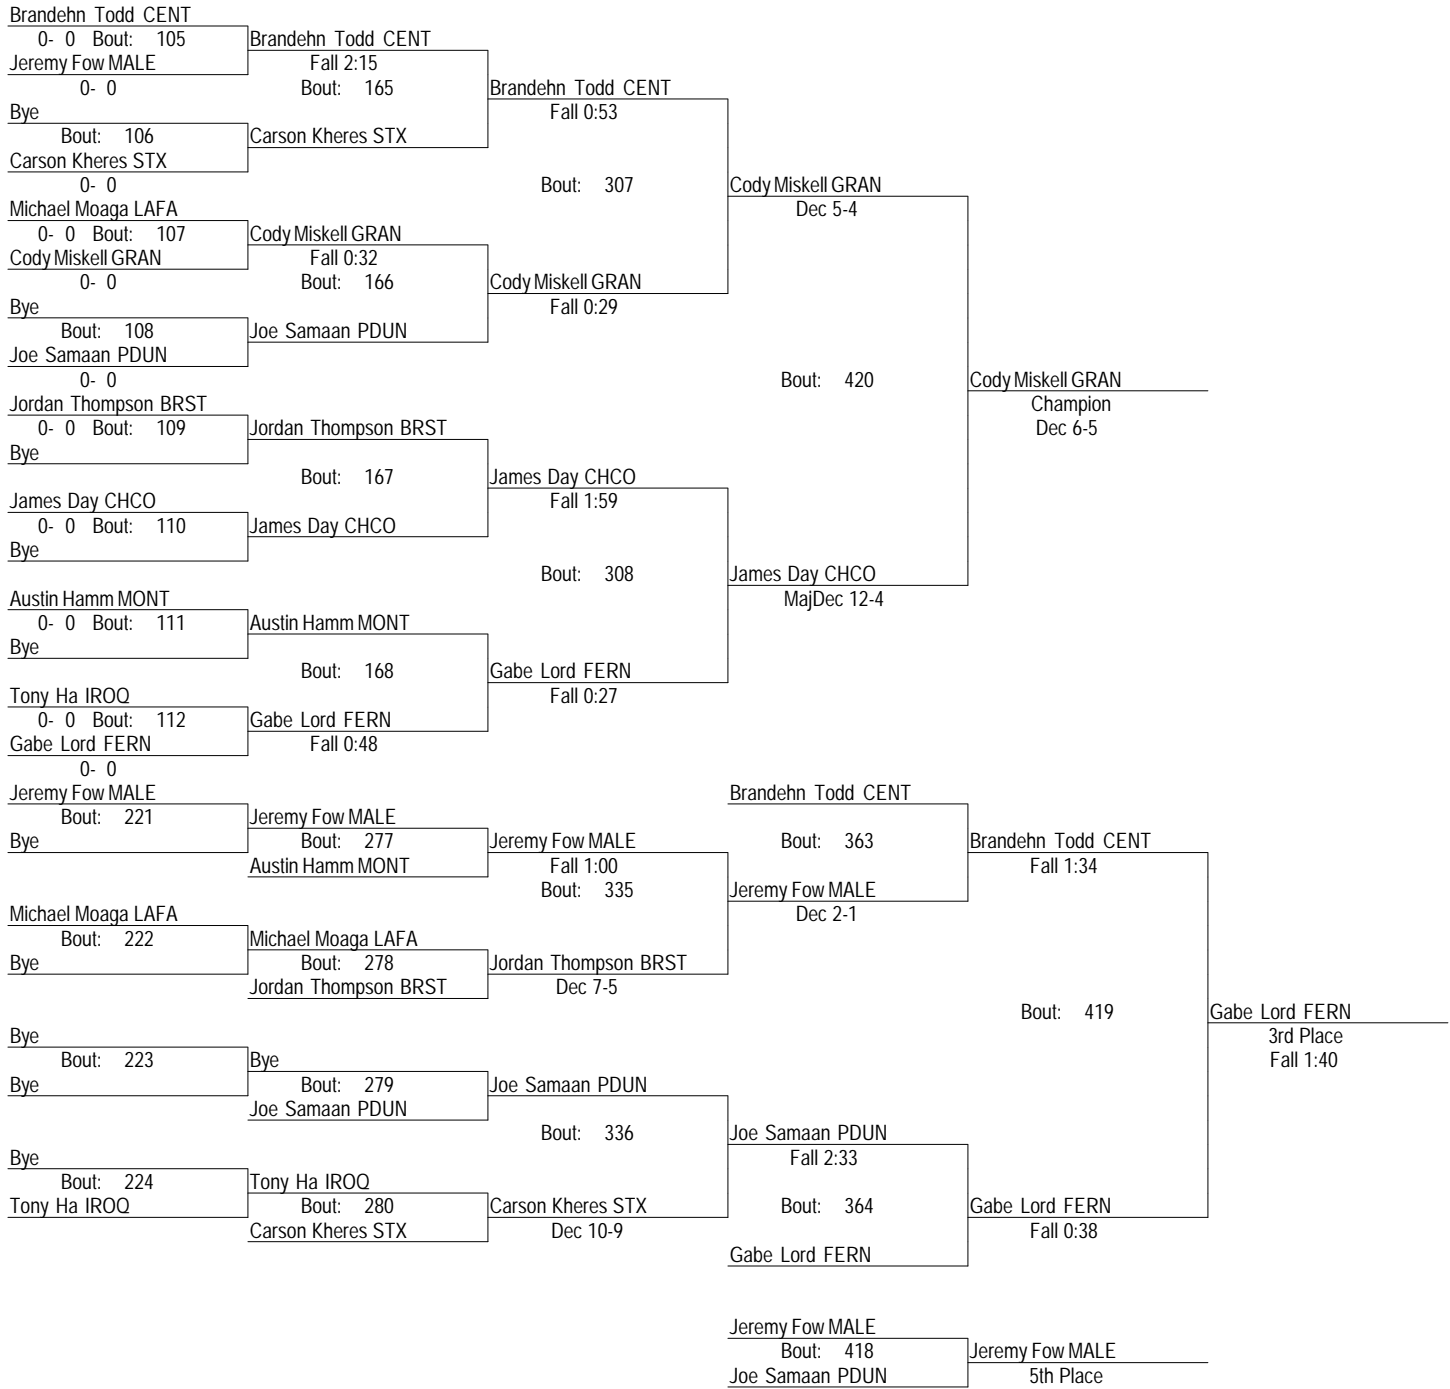 Brandehn Todd CENT
0- 0 Bout: 105
Brandehn Todd CENT
Jeremy Fow MALE
Fall 2:15
0- 0
Bout: 165
Brandehn Todd CENT
Bye
Fall 0:53
Bout: 106
Carson Kheres STX
Carson Kheres STX
0- 0
Bout: 307
Cody Miskell GRAN
Michael Moaga LAFA
Dec 5-4
0- 0 Bout: 107
Cody Miskell GRAN
Cody Miskell GRAN
Fall 0:32
0- 0
Bout: 166
Cody Miskell GRAN
Bye
Fall 0:29
Bout: 108
Joe Samaan PDUN
Joe Samaan PDUN
0- 0
Bout: 420
Cody Miskell GRAN
Jordan Thompson BRST
Champion
0- 0 Bout: 109
Jordan Thompson BRST
Dec 6-5
Bye
Bout: 167
James Day CHCO
James Day CHCO
Fall 1:59
0- 0 Bout: 110
James Day CHCO
Bye
Bout: 308
James Day CHCO
Austin Hamm MONT
MajDec 12-4
0- 0 Bout: 111
Austin Hamm MONT
Bye
Bout: 168
Gabe Lord FERN
Tony Ha IROQ
Fall 0:27
0- 0 Bout: 112
Gabe Lord FERN
Gabe Lord FERN
Fall 0:48
0- 0
Jeremy Fow MALE
Brandehn Todd CENT
Bout: 221
Jeremy Fow MALE
Bye
Bout: 277
Jeremy Fow MALE
Bout: 363
Brandehn Todd CENT
Austin Hamm MONT
Fall 1:00
Fall 1:34
Bout: 335
Jeremy Fow MALE
Michael Moaga LAFA
Dec 2-1
Bout: 222
Michael Moaga LAFA
Bye
Bout: 278
Jordan Thompson BRST
Jordan Thompson BRST
Dec 7-5
Bout: 419
Gabe Lord FERN
Bye
3rd Place
Bout: 223
Bye
Fall 1:40
Bye
Bout: 279
Joe Samaan PDUN
Joe Samaan PDUN
Bout: 336
Joe Samaan PDUN
Bye
Fall 2:33
Bout: 224
Tony Ha IROQ
Tony Ha IROQ
Bout: 280
Carson Kheres STX
Bout: 364
Gabe Lord FERN
Carson Kheres STX
Dec 10-9
Fall 0:38
Gabe Lord FERN
Jeremy Fow MALE
Bout: 418
Jeremy Fow MALE
Joe Samaan PDUN
5th Place